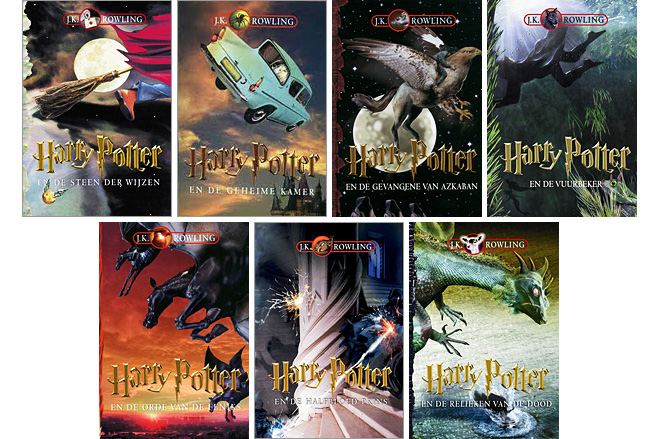 J.K. ROWLING
Harry Potter
EN DE STEEN DER WIJZEN
J.K. ROWLING
Harry Potter
EN DE GEHEIME KAMER
J.K. ROWLING
Harry Potter
EN DE GEVANGENE VAN AZKABAN
J.K. ROWLING
Harry Potter
EN DE VUURBEKER
J.K. ROWLING
Harry Potter
EN DE ORDE VAN DE FENIKS
J.K. ROWLING
Harry Potter
EN DE HALFBLOED PRINS
J.K. ROWLING
Harry Potter
EN DE RELIEKEN VAN DE DOOD